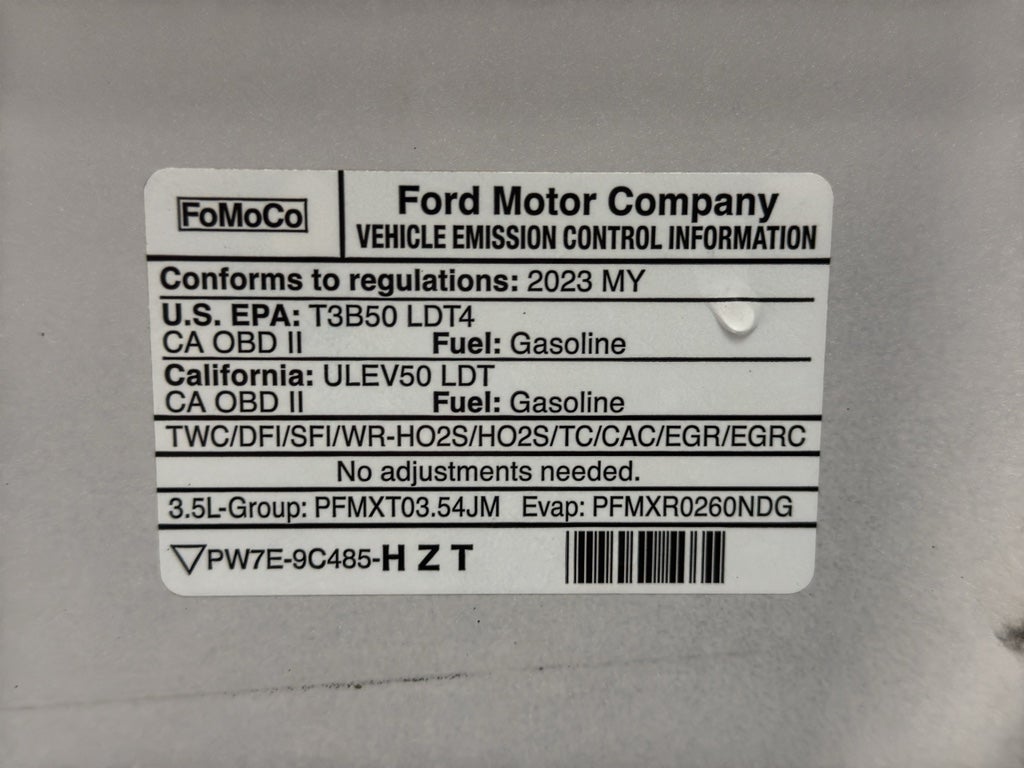 FoMoCo
Ford Motor Company
VEHICLE EMISSION CONTROL INFORMATION
Conforms to regulations: 2023 MY
U.S. EPA: T3B50 LDT4
CA OBD II Fuel: Gasoline
California: ULEV50 LDT
CA OBD II Fuel: Gasoline
TWC/DFI/SFI/WR-HO2S/HO2S/TC/CAC/EGR/EGRC
No adjustments needed.
3.5L-Group: PFMXT03.54JM Evap: PFMXR0260NDG
PW7E-9C485-H Z T